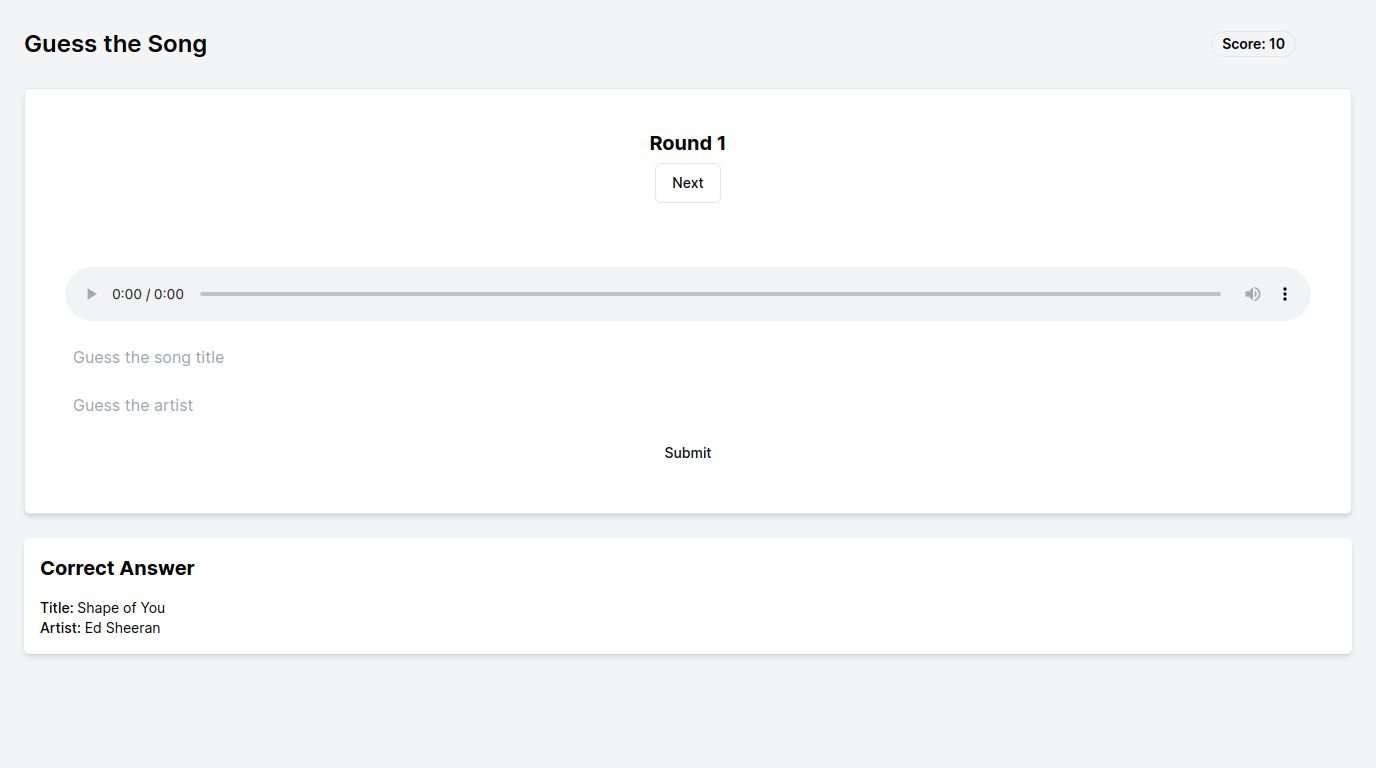 Guess the Song
Score: 10
Round 1
Next
0:00 / 0:00
Guess the song title
Guess the artist
Submit
Correct Answer
Title: Shape of You
Artist: Ed Sheeran